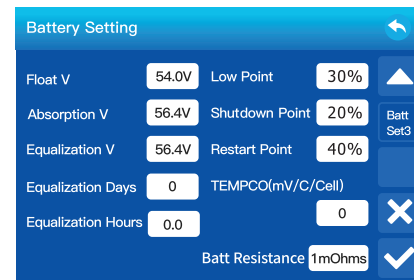 Battery Setting
Float V 54.0V Low Point 30%
Absorption V 56.4V Shutdown Point 20% Batt
Set3
Equalization V 56.4V Restart Point 40%
Equalization Days 0 TEMPCO(mV/C/Cell)
0
Equalization Hours 0.0
Batt Resistance 1mOhms